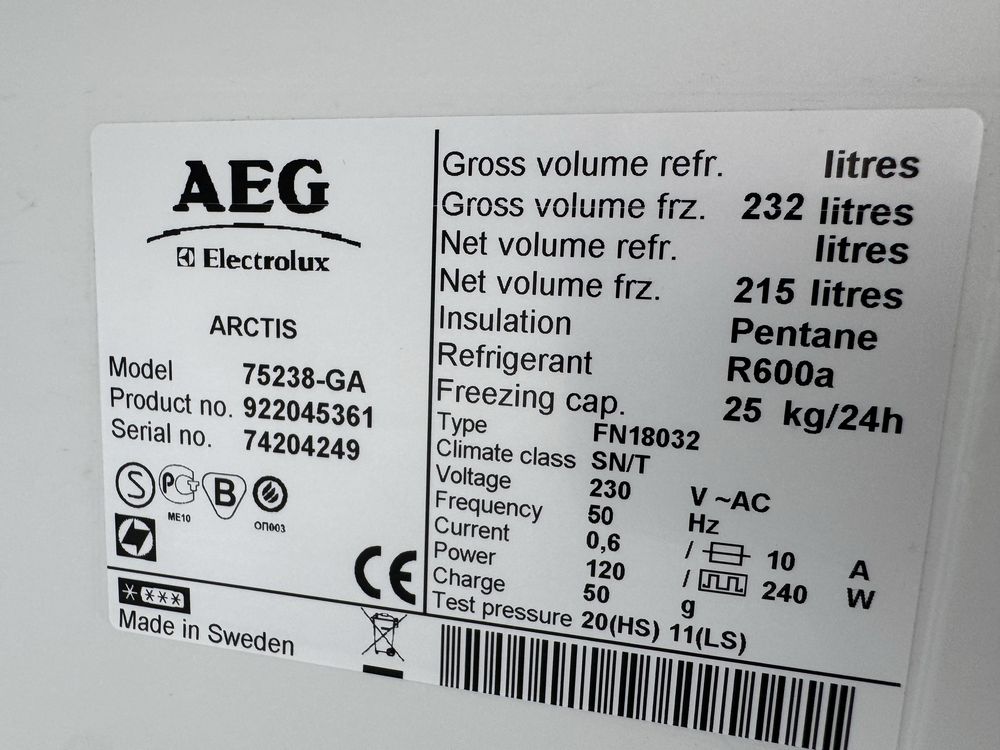 AEG
Electrolux
ARCTIS
Model 75238-GA
Product no. 922045361
Serial no. 74204249
S PCT B
ME10 ОП003
CE
Made in Sweden
Gross volume refr. litres
Gross volume frz. 232 litres
Net volume refr. litres
Net volume frz. 215 litres
Insulation Pentane
Refrigerant R600a
Freezing cap. 25 kg/24h
Type FN18032
Climate class SN/T
Voltage 230 V ~AC
Frequency 50 Hz
Current 0,6 / 10 A
Power 120 / 240 W
Charge 50 g
Test pressure 20(HS) 11(LS)